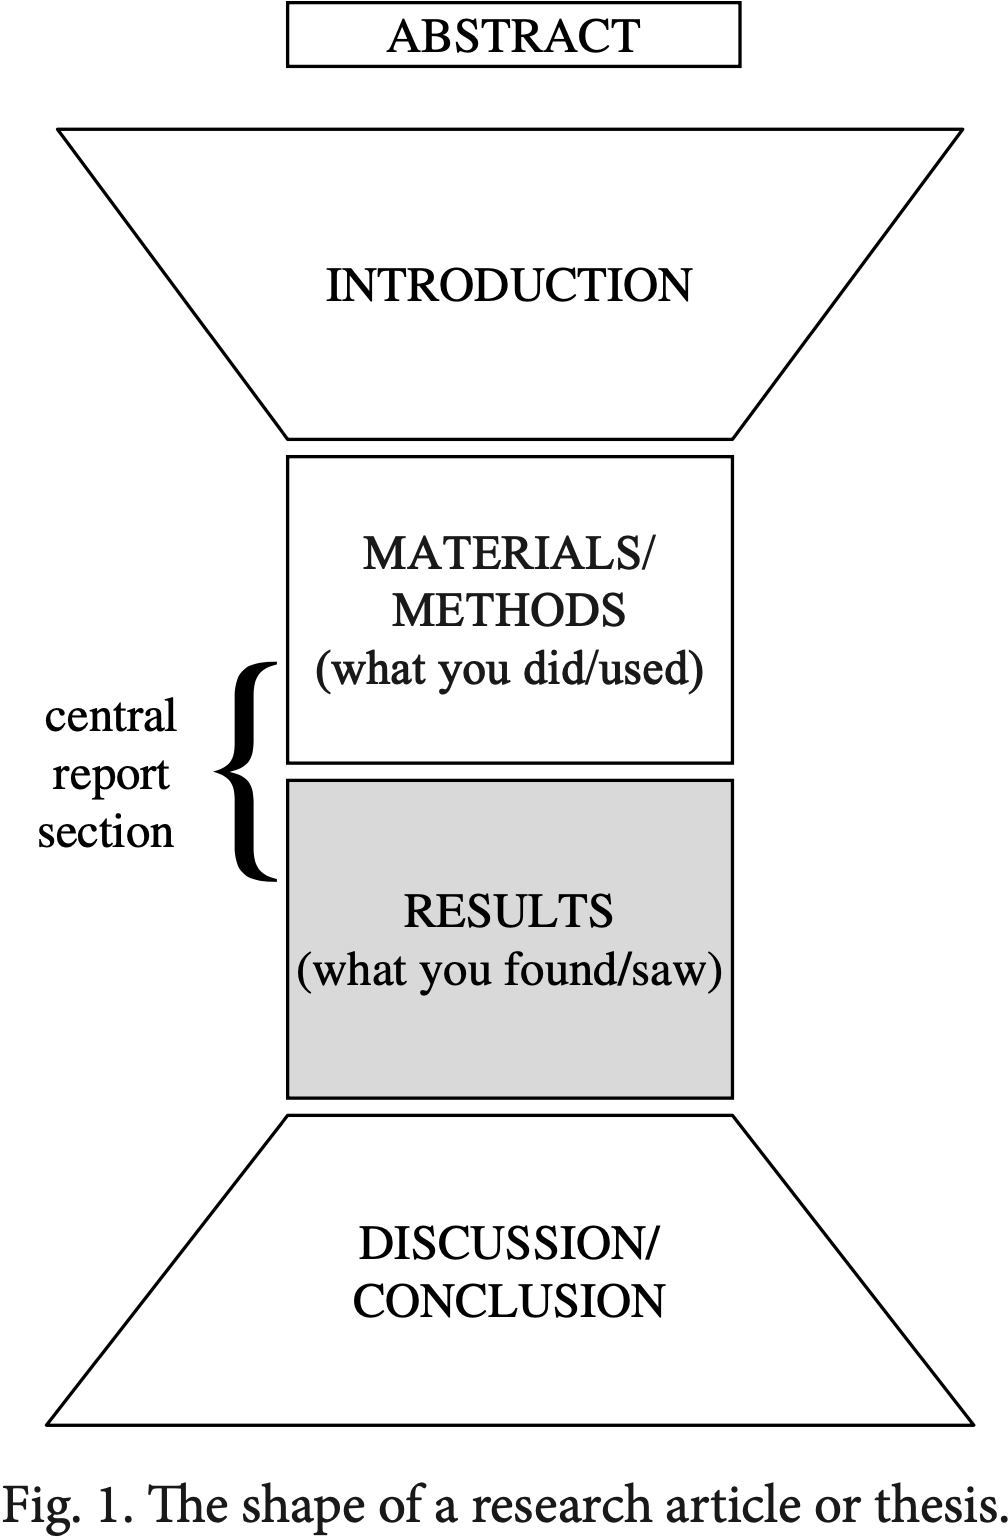 ABSTRACT
INTRODUCTION
MATERIALS/
METHODS
(what you did/used)
central
report
section
RESULTS
(what you found/saw)
DISCUSSION/
CONCLUSION
Fig. 1. The shape of a research article or thesis.